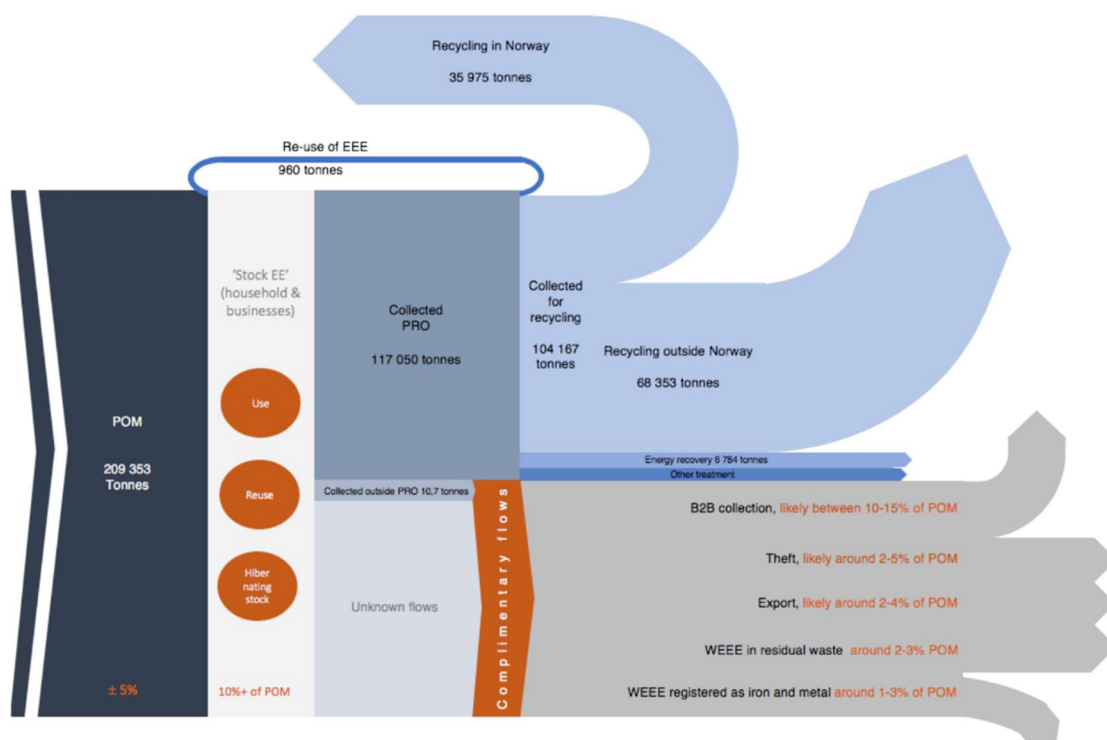 Recycling in Norway
35 975 tonnes
Re-use of EEE
960 tonnes
'Stock EE'
(household &
businesses)
Collected
PRO
117 050 tonnes
Collected
for
recycling
104 167
tonnes
Recycling outside Norway
68 353 tonnes
Use
POM
209 353
Tonnes
Energy recovery 6 784 tonnes
Other treatment
Reuse
Collected outside PRO 10,7 tonnes
Complimentary flows
B2B collection, likely between 10-15% of POM
Theft, likely around 2-5% of POM
Hiber
nating
stock
Unknown flows
Export, likely around 2-4% of POM
WEEE in residual waste around 2-3% POM
± 5%
10%+ of POM
WEEE registered as iron and metal around 1-3% of POM